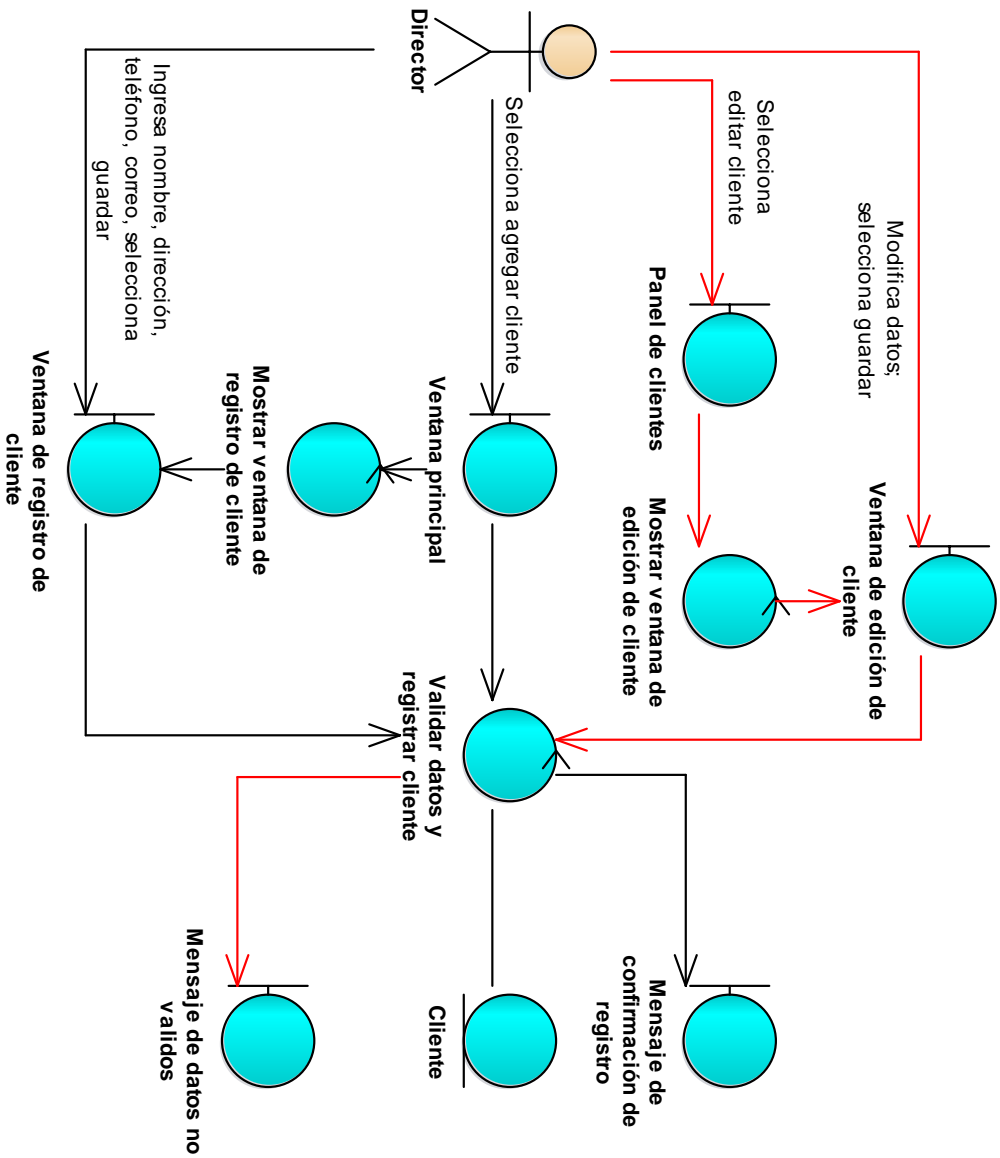 Director
Modifica datos;
selecciona guardar
Selecciona
editar cliente
Selecciona agregar cliente
Ingresa nombre, dirección,
teléfono, correo, selecciona
guardar
Ventana de edición de
cliente
Panel de clientes
Mostrar ventana de
edición de cliente
Ventana principal
Mostrar ventana de
registro de cliente
Ventana de registro de
cliente
Validar datos y
registrar cliente
Mensaje de
confirmación de
registro
Cliente
Mensaje de datos no
validos